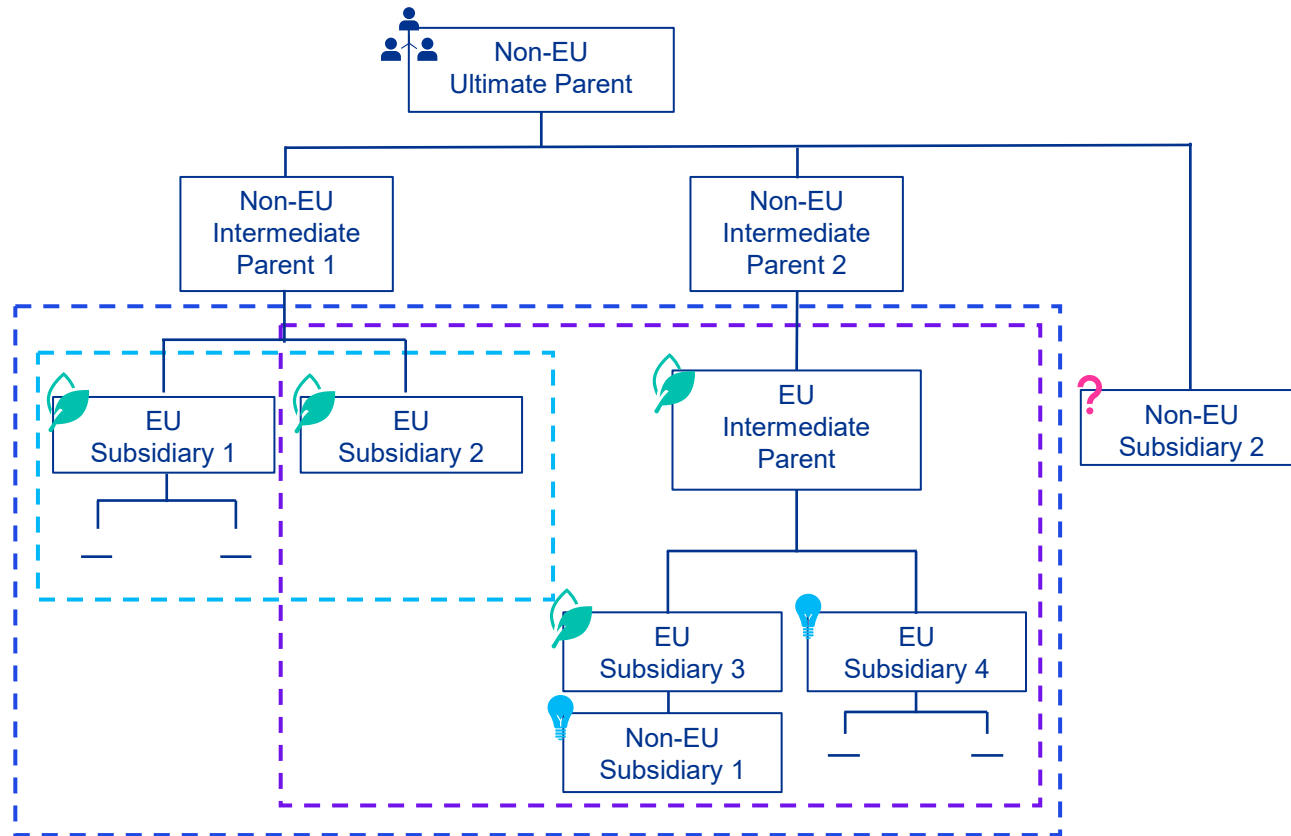 Non-EU
Ultimate Parent
Non-EU
Intermediate
Parent 1
Non-EU
Intermediate
Parent 2
EU
Subsidiary 1
EU
Subsidiary 2
EU
Intermediate
Parent
?
Non-EU
Subsidiary 2
EU
Subsidiary 3
EU
Subsidiary 4
Non-EU
Subsidiary 1